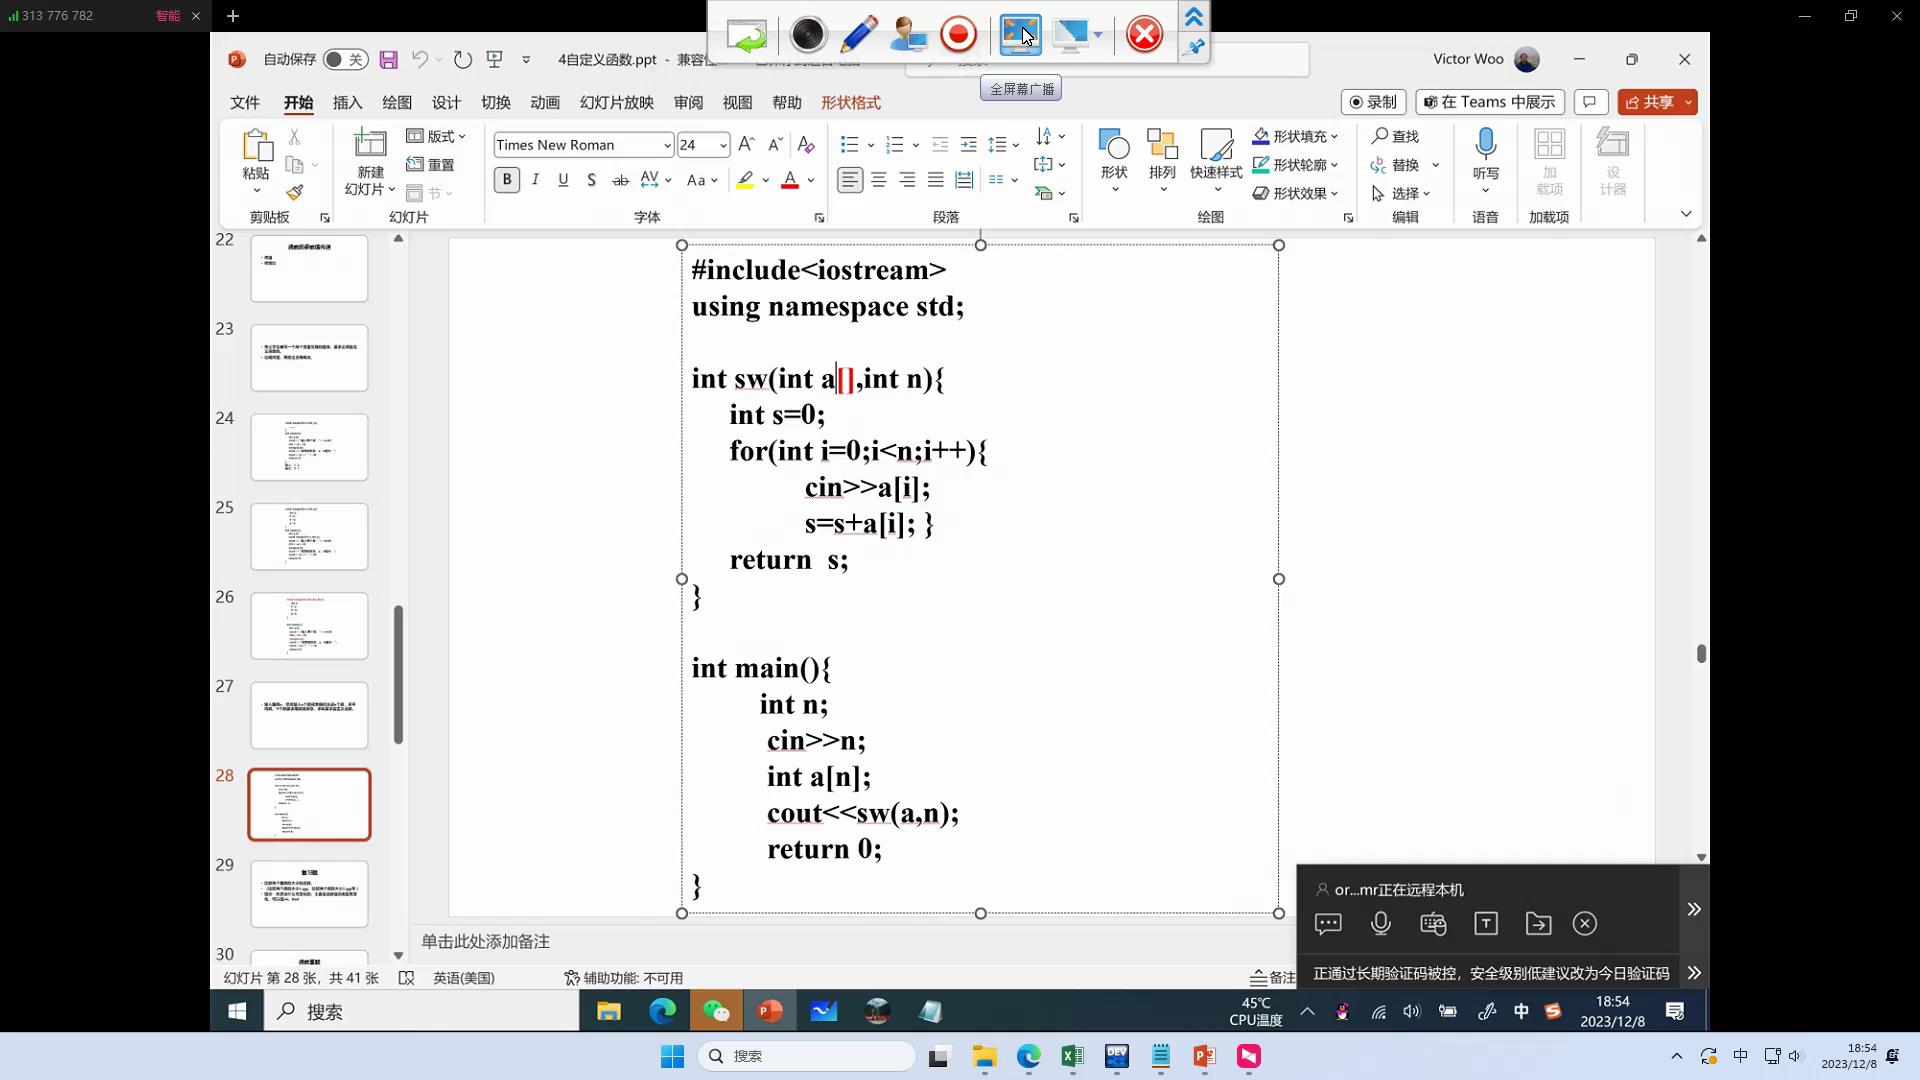 313 776 782
智能
自动保存
关
4自定义函数.ppt
-
兼容性...
Victor Woo
全屏幕广播
文件
开始
插入
绘图
设计
切换
动画
幻灯片放映
审阅
视图
帮助
形状格式
录制
在 Teams 中展示
共享
粘贴
新建
幻灯片
版式
重置
节
Times New Roman
24
形状
排列
快速样式
形状填充
形状轮廓
形状效果
查找
替换
选择
听写
加
载项
设
计器
剪贴板
幻灯片
字体
段落
绘图
编辑
语音
加载项
22
23
24
25
26
27
28
29
复习题
30
函数重载
#include<iostream>
using namespace std;
int sw(int a[],int n){
int s=0;
for(int i=0;i<n;i++){
cin>>a[i];
s=s+a[i]; }
return s;
}
int main(){
int n;
cin>>n;
int a[n];
cout<<sw(a,n);
return 0;
}
单击此处添加备注
or...mr正在远程本机
正通过长期验证码被控，安全级别低建议改为今日验证码
幻灯片 第 28 张，共 41 张
英语(美国)
辅助功能: 不可用
备注
搜索
45℃
CPU温度
中
18:54
2023/12/8
搜索
DEV
中
18:54
2023/12/8